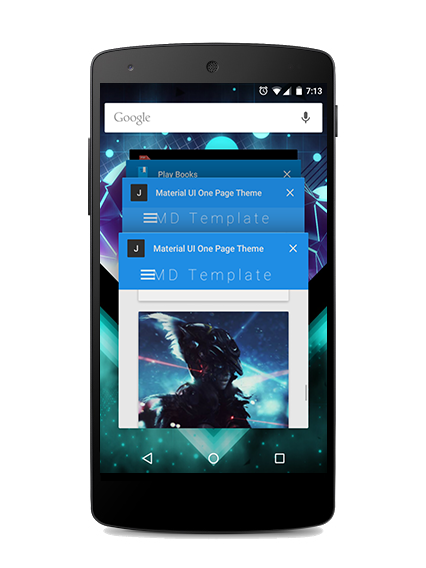 7:13
Google
Play Books
J Material UI One Page Theme
MD Template
J Material UI One Page Theme
MD Template